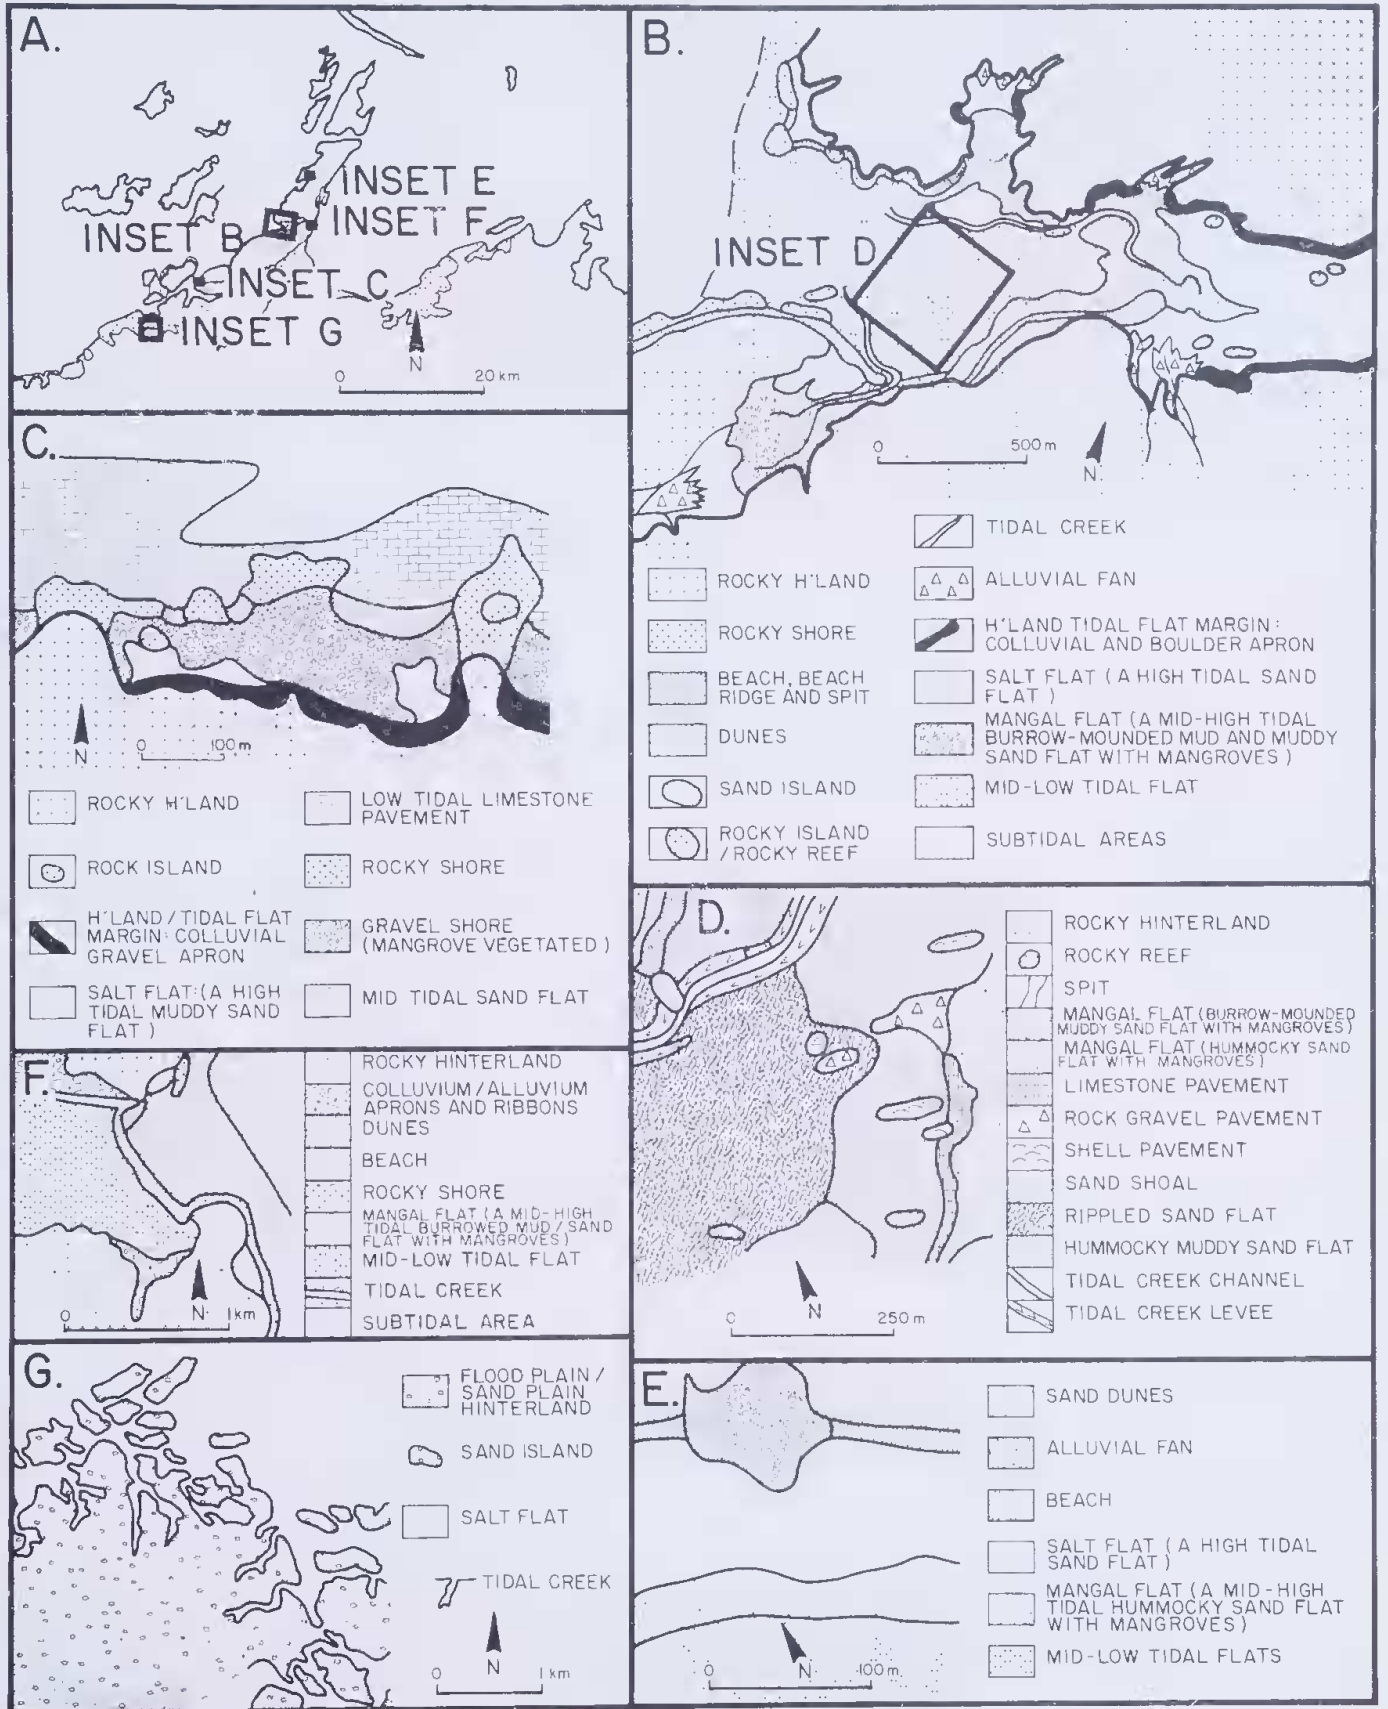 A.
INSET E
INSET F
INSET B
INSET C
INSET G
N
0 20 km
B.
INSET D
0 500 m
N.
TIDAL CREEK
ROCKY H'LAND
ALLUVIAL FAN
ROCKY SHORE
H'LAND TIDAL FLAT MARGIN:
COLLUVIAL AND BOULDER APRON
BEACH, BEACH
RIDGE AND SPIT
SALT FLAT (A HIGH TIDAL SAND
FLAT)
DUNES
MANGAL FLAT (A MID-HIGH TIDAL
BURROW-MOUNDED MUD AND MUDDY
SAND FLAT WITH MANGROVES)
SAND ISLAND
MID-LOW TIDAL FLAT
ROCKY ISLAND
/ROCKY REEF
SUBTIDAL AREAS
C.
N
0 100m
ROCKY H'LAND
LOW TIDAL LIMESTONE
PAVEMENT
ROCK ISLAND
ROCKY SHORE
H'LAND/TIDAL FLAT
MARGIN: COLLUVIAL
GRAVEL APRON
GRAVEL SHORE
(MANGROVE VEGETATED)
SALT FLAT:(A HIGH
TIDAL MUDDY SAND
FLAT)
MID TIDAL SAND FLAT
D.
N
0 250 m
ROCKY HINTERLAND
ROCKY REEF
SPIT
MANGAL FLAT (BURROW-MOUNDED
MUDDY SAND FLAT WITH MANGROVES)
MANGAL FLAT (HUMMOCKY SAND
FLAT WITH MANGROVES)
LIMESTONE PAVEMENT
ROCK GRAVEL PAVEMENT
SHELL PAVEMENT
SAND SHOAL
RIPPLED SAND FLAT
HUMMOCKY MUDDY SAND FLAT
TIDAL CREEK CHANNEL
TIDAL CREEK LEVEE
F.
0 N. 1km
ROCKY HINTERLAND
COLLUVIUM/ALLUVIUM
APRONS AND RIBBONS
DUNES
BEACH
ROCKY SHORE
MANGAL FLAT (A MID-HIGH
TIDAL BURROWED MUD/SAND
FLAT WITH MANGROVES)
MID-LOW TIDAL FLAT
TIDAL CREEK
SUBTIDAL AREA
G.
FLOOD PLAIN/
SAND PLAIN
HINTERLAND
SAND ISLAND
SALT FLAT
TIDAL CREEK
0 N 1 km
E.
0 N. 100 m.
SAND DUNES
ALLUVIAL FAN
BEACH
SALT FLAT (A HIGH TIDAL
SAND FLAT)
MANGAL FLAT (A MID-HIGH
TIDAL HUMMOCKY SAND FLAT
WITH MANGROVES)
MID-LOW TIDAL FLATS